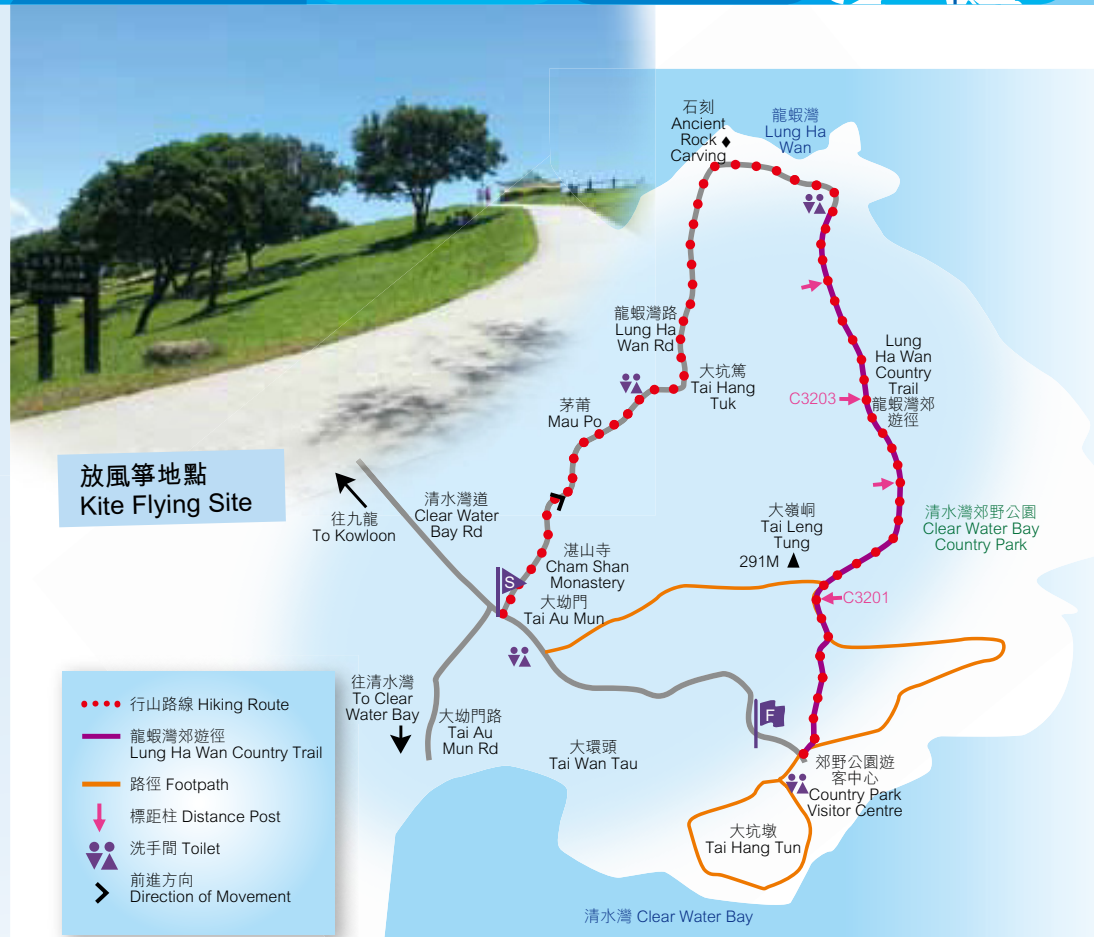 石刻
Ancient
Rock
Carving
龍蝦灣
Lung Ha
Wan
龍蝦灣路
Lung Ha
Wan Rd
大坑篤
Tai Hang
Tuk
茅莆
Mau Po
Lung
Ha Wan
Country
Trail
龍蝦灣郊
遊徑
C3203
放風箏地點
Kite Flying Site
往九龍
To Kowloon
清水灣道
Clear Water
Bay Rd
湛山寺
Cham Shan
Monastery
大坳門
Tai Au Mun
S
大嶺峒
Tai Leng
Tung
291M
清水灣郊野公園
Clear Water Bay
Country Park
C3201
往清水灣
To Clear
Water Bay
大坳門路
Tai Au
Mun Rd
大環頭
Tai Wan Tau
F
郊野公園遊
客中心
Country Park
Visitor Centre
大坑墩
Tai Hang Tun
清水灣 Clear Water Bay
行山路線 Hiking Route
龍蝦灣郊遊徑
Lung Ha Wan Country Trail
路徑 Footpath
標距柱 Distance Post
洗手間 Toilet
前進方向
Direction of Movement